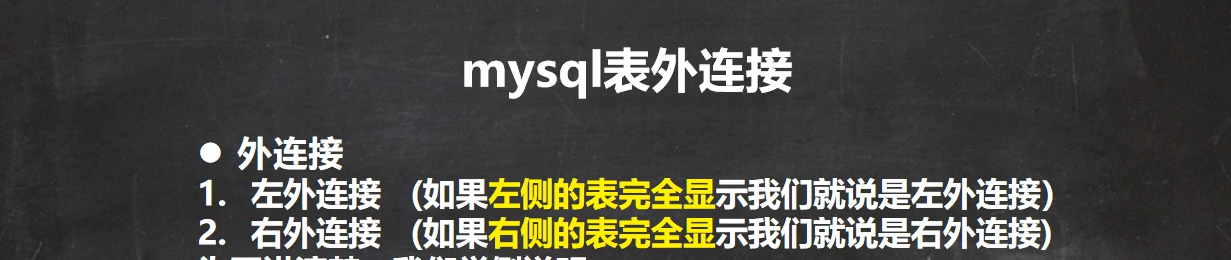 mysql表外连接
● 外连接
1. 左外连接 (如果左侧的表完全显示我们就说是左外连接)
2. 右外连接 (如果右侧的表完全显示我们就说是右外连接)